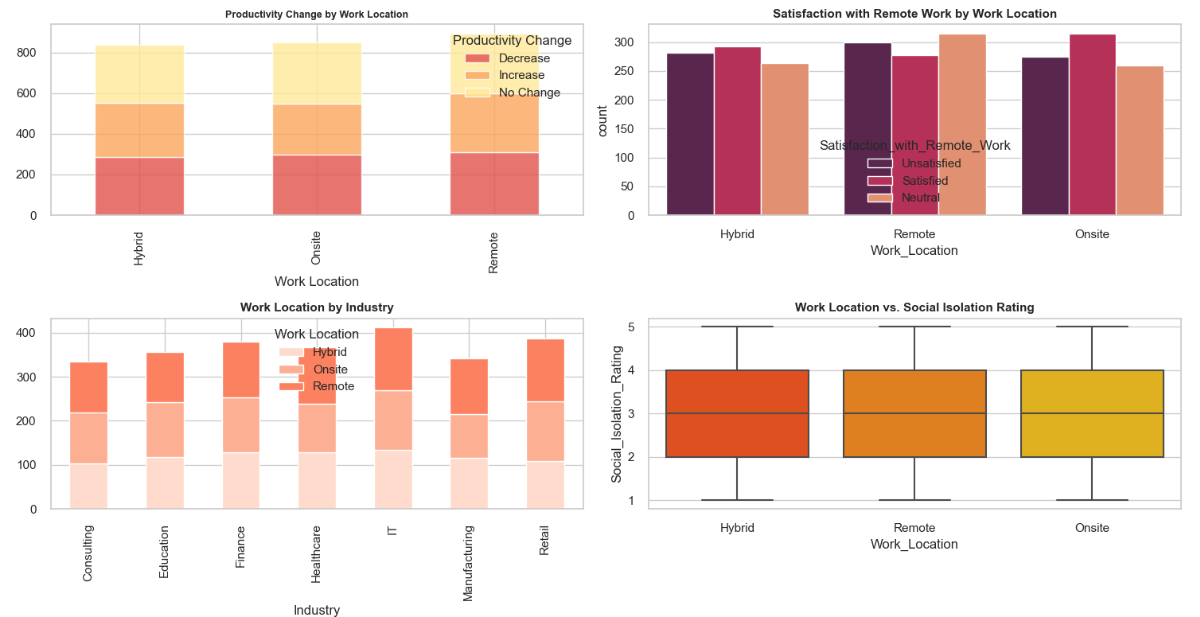 Productivity Change by Work Location
800
600
400
200
0
Productivity Change
Decrease
Increase
No Change
Hybrid
Onsite
Remote
Work Location
Satisfaction with Remote Work by Work Location
count
300
250
200
150
100
50
0
Satisfaction_with_Remote_Work
Unsatisfied
Satisfied
Neutral
Hybrid
Remote
Onsite
Work_Location
Work Location by Industry
400
300
200
100
0
Work Location
Hybrid
Onsite
Remote
Consulting
Education
Finance
Healthcare
IT
Manufacturing
Retail
Industry
Work Location vs. Social Isolation Rating
Social_Isolation_Rating
5
4
3
2
1
Hybrid
Remote
Onsite
Work_Location